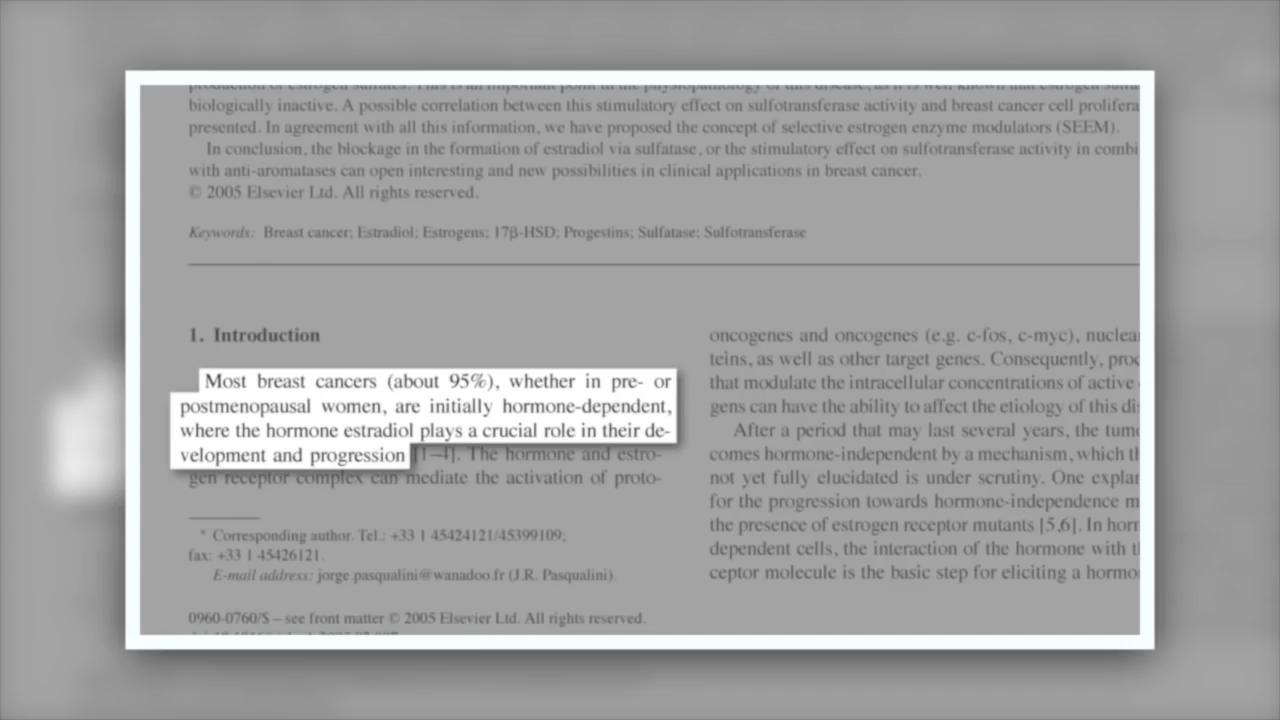 biologically inactive. A possible correlation between this stimulatory effect on sulfotransferase activity and breast cancer cell prolifera
presented. In agreement with all this information, we have proposed the concept of selective estrogen enzyme modulators (SEEM).
In conclusion, the blockage in the formation of estradiol via sulfatase, or the stimulatory effect on sulfotransferase activity in combi
with anti-aromatases can open interesting and new possibilities in clinical applications in breast cancer.
© 2005 Elsevier Ltd. All rights reserved.
Keywords: Breast cancer; Estradiol; Estrogens; 17β-HSD; Progestins; Sulfatase; Sulfotransferase
1. Introduction
Most breast cancers (about 95%), whether in pre- or
postmenopausal women, are initially hormone-dependent,
where the hormone estradiol plays a crucial role in their de-
velopment and progression [1–4]. The hormone and estro-
gen receptor complex can mediate the activation of proto-
* Corresponding author. Tel.: +33 1 45424121/45399109;
fax: +33 1 45426121.
E-mail address: jorge.pasqualini@wanadoo.fr (J.R. Pasqualini).
0960-0760/$ – see front matter © 2005 Elsevier Ltd. All rights reserved.
oncogenes and oncogenes (e.g. c-fos, c-myc), nuclea
teins, as well as other target genes. Consequently, proc
that modulate the intracellular concentrations of active
gens can have the ability to affect the etiology of this di
After a period that may last several years, the tum
comes hormone-independent by a mechanism, which th
not yet fully elucidated is under scrutiny. One explan
for the progression towards hormone-independence m
the presence of estrogen receptor mutants [5,6]. In horm
dependent cells, the interaction of the hormone with t
ceptor molecule is the basic step for eliciting a hormo